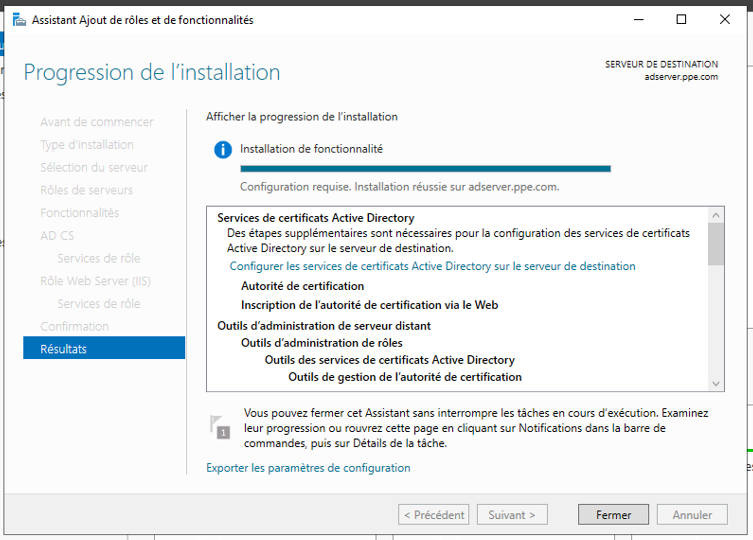 Assistant Ajout de rôles et de fonctionnalités
Progression de l'installation
SERVEUR DE DESTINATION
adserver.ppe.com
Avant de commencer
Type d'installation
Sélection du serveur
Rôles de serveurs
Fonctionnalités
AD CS
Services de rôle
Rôle Web Server (IIS)
Services de rôle
Confirmation
Résultats
Afficher la progression de l'installation
Installation de fonctionnalité
Configuration requise. Installation réussie sur adserver.ppe.com.
Services de certificats Active Directory
Des étapes supplémentaires sont nécessaires pour la configuration des services de certificats
Active Directory sur le serveur de destination.
Configurer les services de certificats Active Directory sur le serveur de destination
Autorité de certification
Inscription de l'autorité de certification via le Web
Outils d'administration de serveur distant
Outils d'administration de rôles
Outils des services de certificats Active Directory
Outils de gestion de l'autorité de certification
1
Vous pouvez fermer cet Assistant sans interrompre les tâches en cours d'exécution. Examinez
leur progression ou rouvrez cette page en cliquant sur Notifications dans la barre de
commandes, puis sur Détails de la tâche.
Exporter les paramètres de configuration
< Précédent
Suivant >
Fermer
Annuler